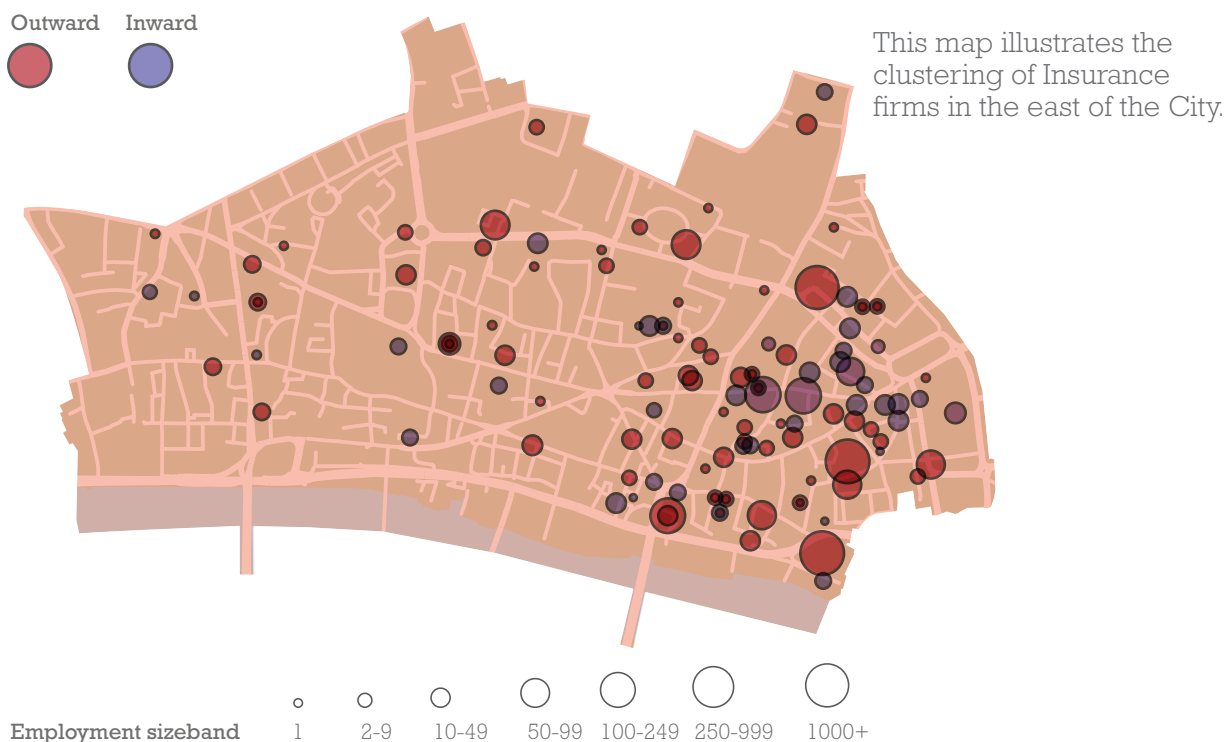 Outward Inward
This map illustrates the
clustering of Insurance
firms in the east of the City.
Employment sizeband 1 2-9 10-49 50-99 100-249 250-999 1000+